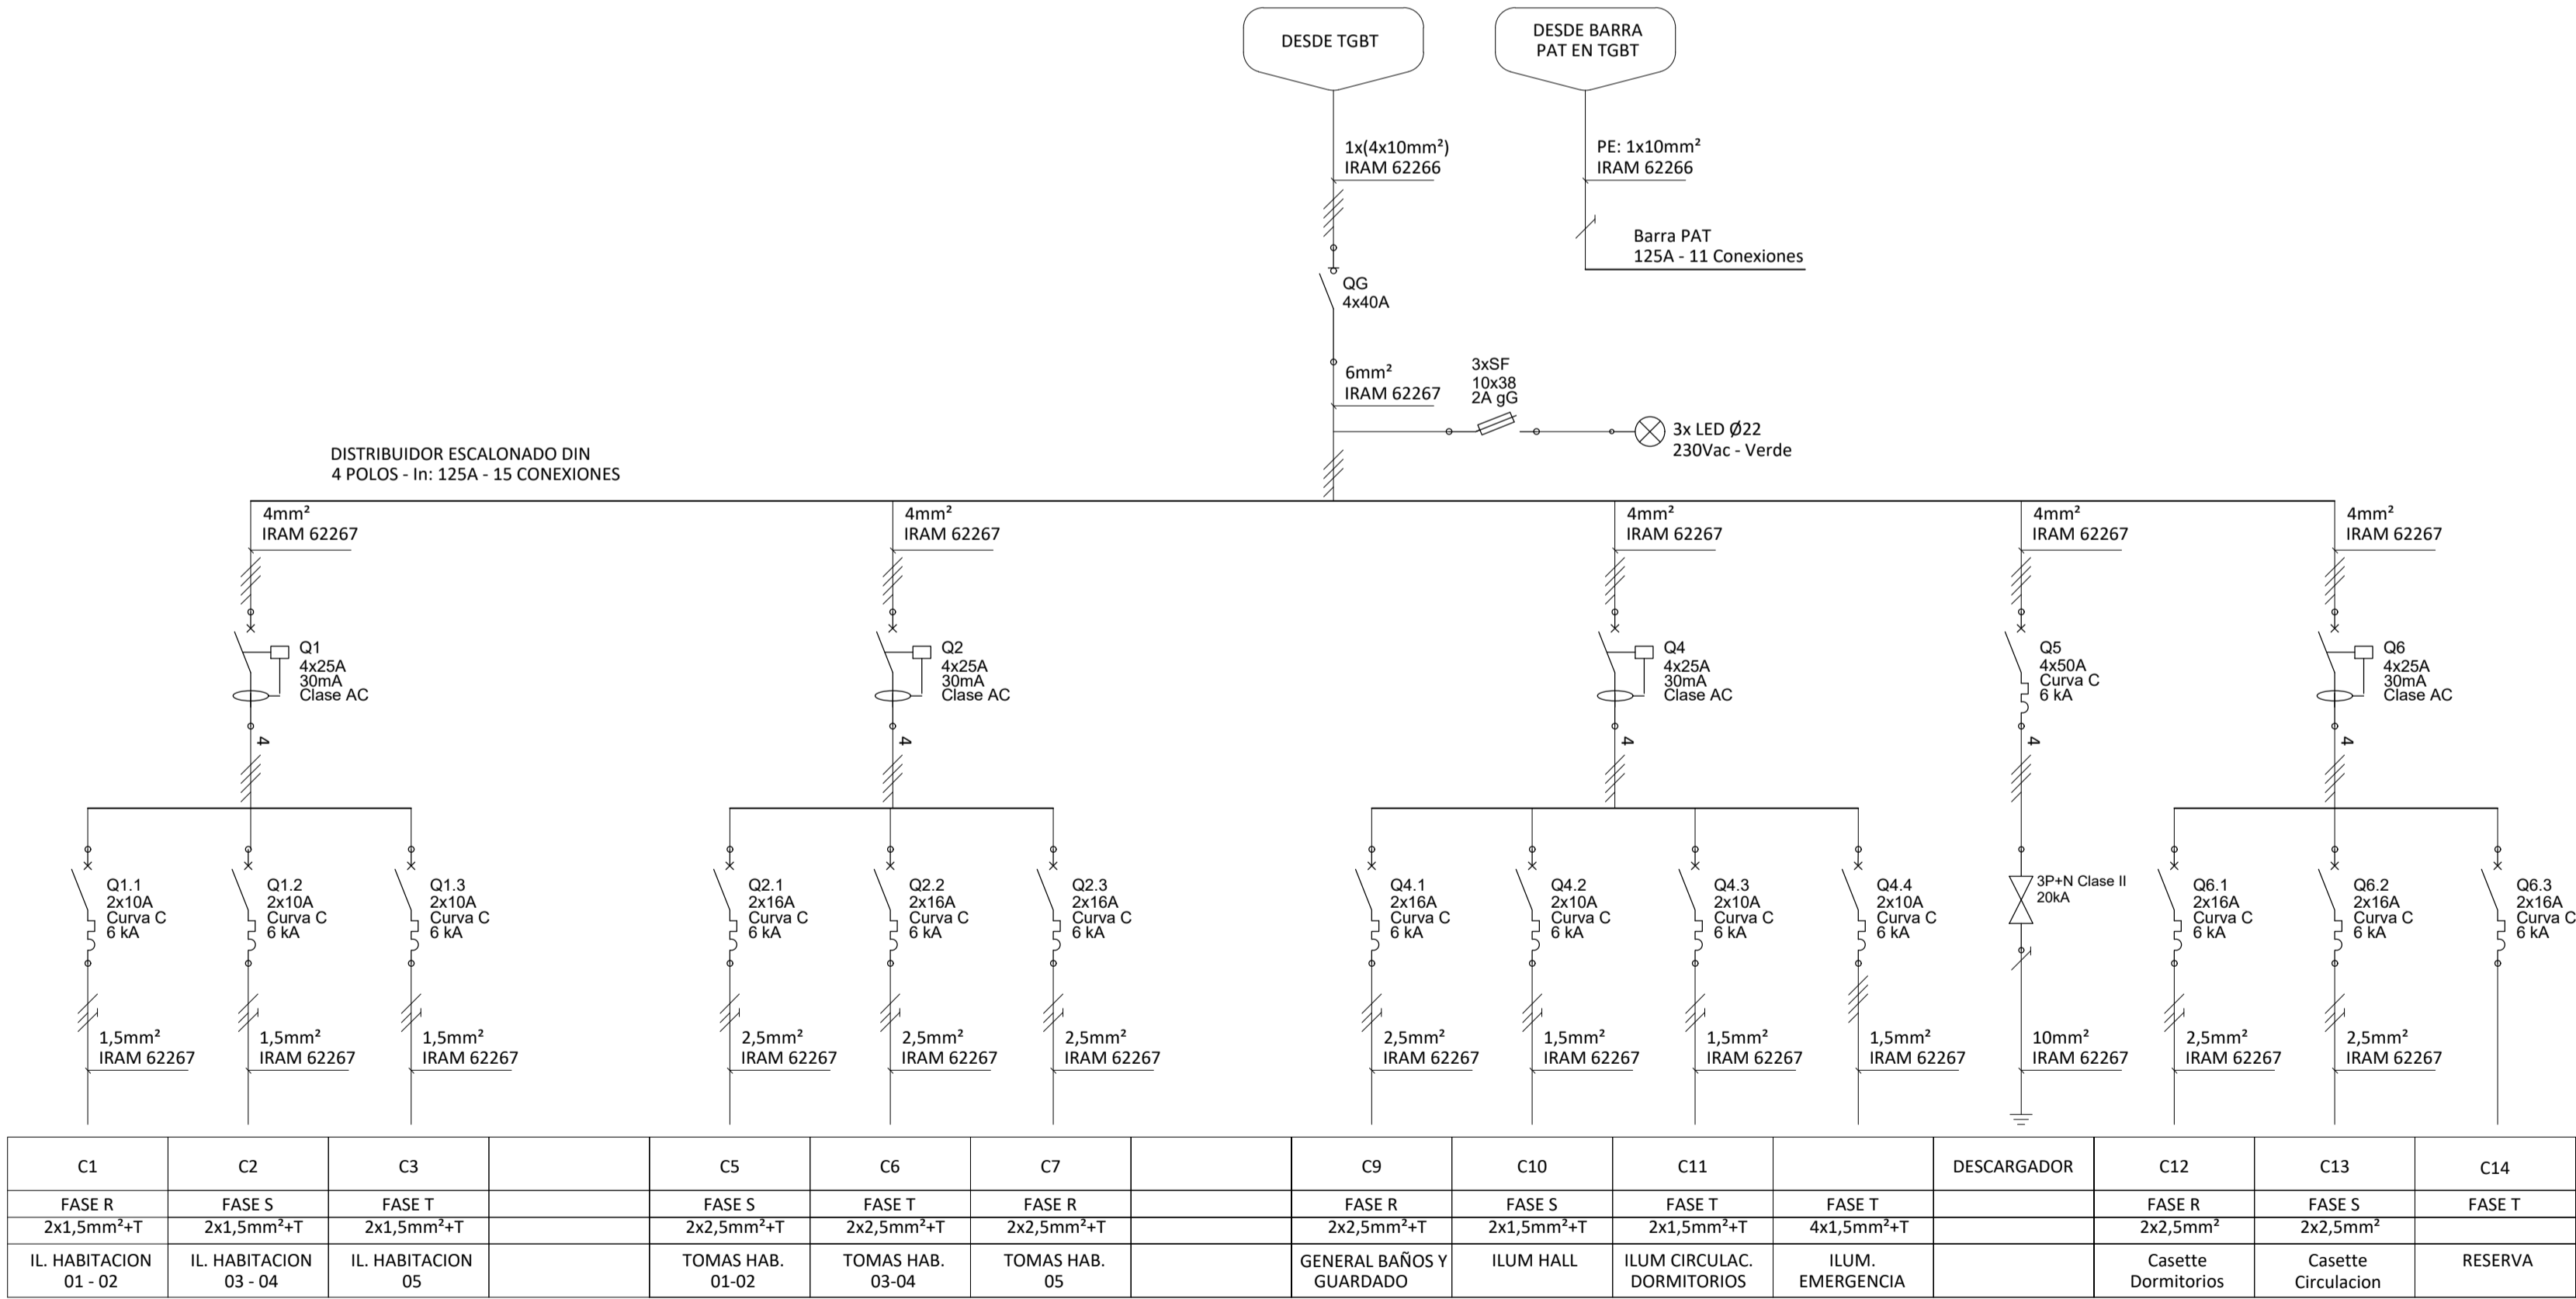 DESDE TGBT
DESDE BARRA
PAT EN TGBT
1x(4x10mm²)
IRAM 62266
PE: 1x10mm²
IRAM 62266
Barra PAT
125A - 11 Conexiones
QG
4x40A
6mm²
IRAM 62267
3xSF
10x38
2A gG
3x LED Ø22
230Vac - Verde
DISTRIBUIDOR ESCALONADO DIN
4 POLOS - In: 125A - 15 CONEXIONES
4mm²
IRAM 62267
4mm²
IRAM 62267
4mm²
IRAM 62267
4mm²
IRAM 62267
4mm²
IRAM 62267
Q1
4x25A
30mA
Clase AC
4
Q2
4x25A
30mA
Clase AC
4
Q4
4x25A
30mA
Clase AC
4
Q5
4x50A
Curva C
6 kA
4
Q6
4x25A
30mA
Clase AC
4
Q1.1
2x10A
Curva C
6 kA
Q1.2
2x10A
Curva C
6 kA
Q1.3
2x10A
Curva C
6 kA
Q2.1
2x16A
Curva C
6 kA
Q2.2
2x16A
Curva C
6 kA
Q2.3
2x16A
Curva C
6 kA
Q4.1
2x16A
Curva C
6 kA
Q4.2
2x10A
Curva C
6 kA
Q4.3
2x10A
Curva C
6 kA
Q4.4
2x10A
Curva C
6 kA
3P+N Clase II
20kA
Q6.1
2x16A
Curva C
6 kA
Q6.2
2x16A
Curva C
6 kA
Q6.3
2x16A
Curva C
6 kA
1,5mm²
IRAM 62267
1,5mm²
IRAM 62267
1,5mm²
IRAM 62267
2,5mm²
IRAM 62267
2,5mm²
IRAM 62267
2,5mm²
IRAM 62267
2,5mm²
IRAM 62267
1,5mm²
IRAM 62267
1,5mm²
IRAM 62267
1,5mm²
IRAM 62267
10mm²
IRAM 62267
2,5mm²
IRAM 62267
2,5mm²
IRAM 62267
C1 C2 C3 C5 C6 C7 C9 C10 C11 DESCARGADOR C12 C13 C14
FASE R FASE S FASE T FASE S FASE T FASE R FASE R FASE S FASE T FASE T FASE R FASE S FASE T
2x1,5mm²+T 2x1,5mm²+T 2x1,5mm²+T 2x2,5mm²+T 2x2,5mm²+T 2x2,5mm²+T 2x2,5mm²+T 2x1,5mm²+T 2x1,5mm²+T 4x1,5mm²+T 2x2,5mm² 2x2,5mm²
IL. HABITACION
01 - 02
IL. HABITACION
03 - 04
IL. HABITACION
05
TOMAS HAB.
01-02
TOMAS HAB.
03-04
TOMAS HAB.
05
GENERAL BAÑOS Y
GUARDADO
ILUM HALL
ILUM CIRCULAC.
DORMITORIOS
ILUM.
EMERGENCIA
Casette
Dormitorios
Casette
Circulacion
RESERVA